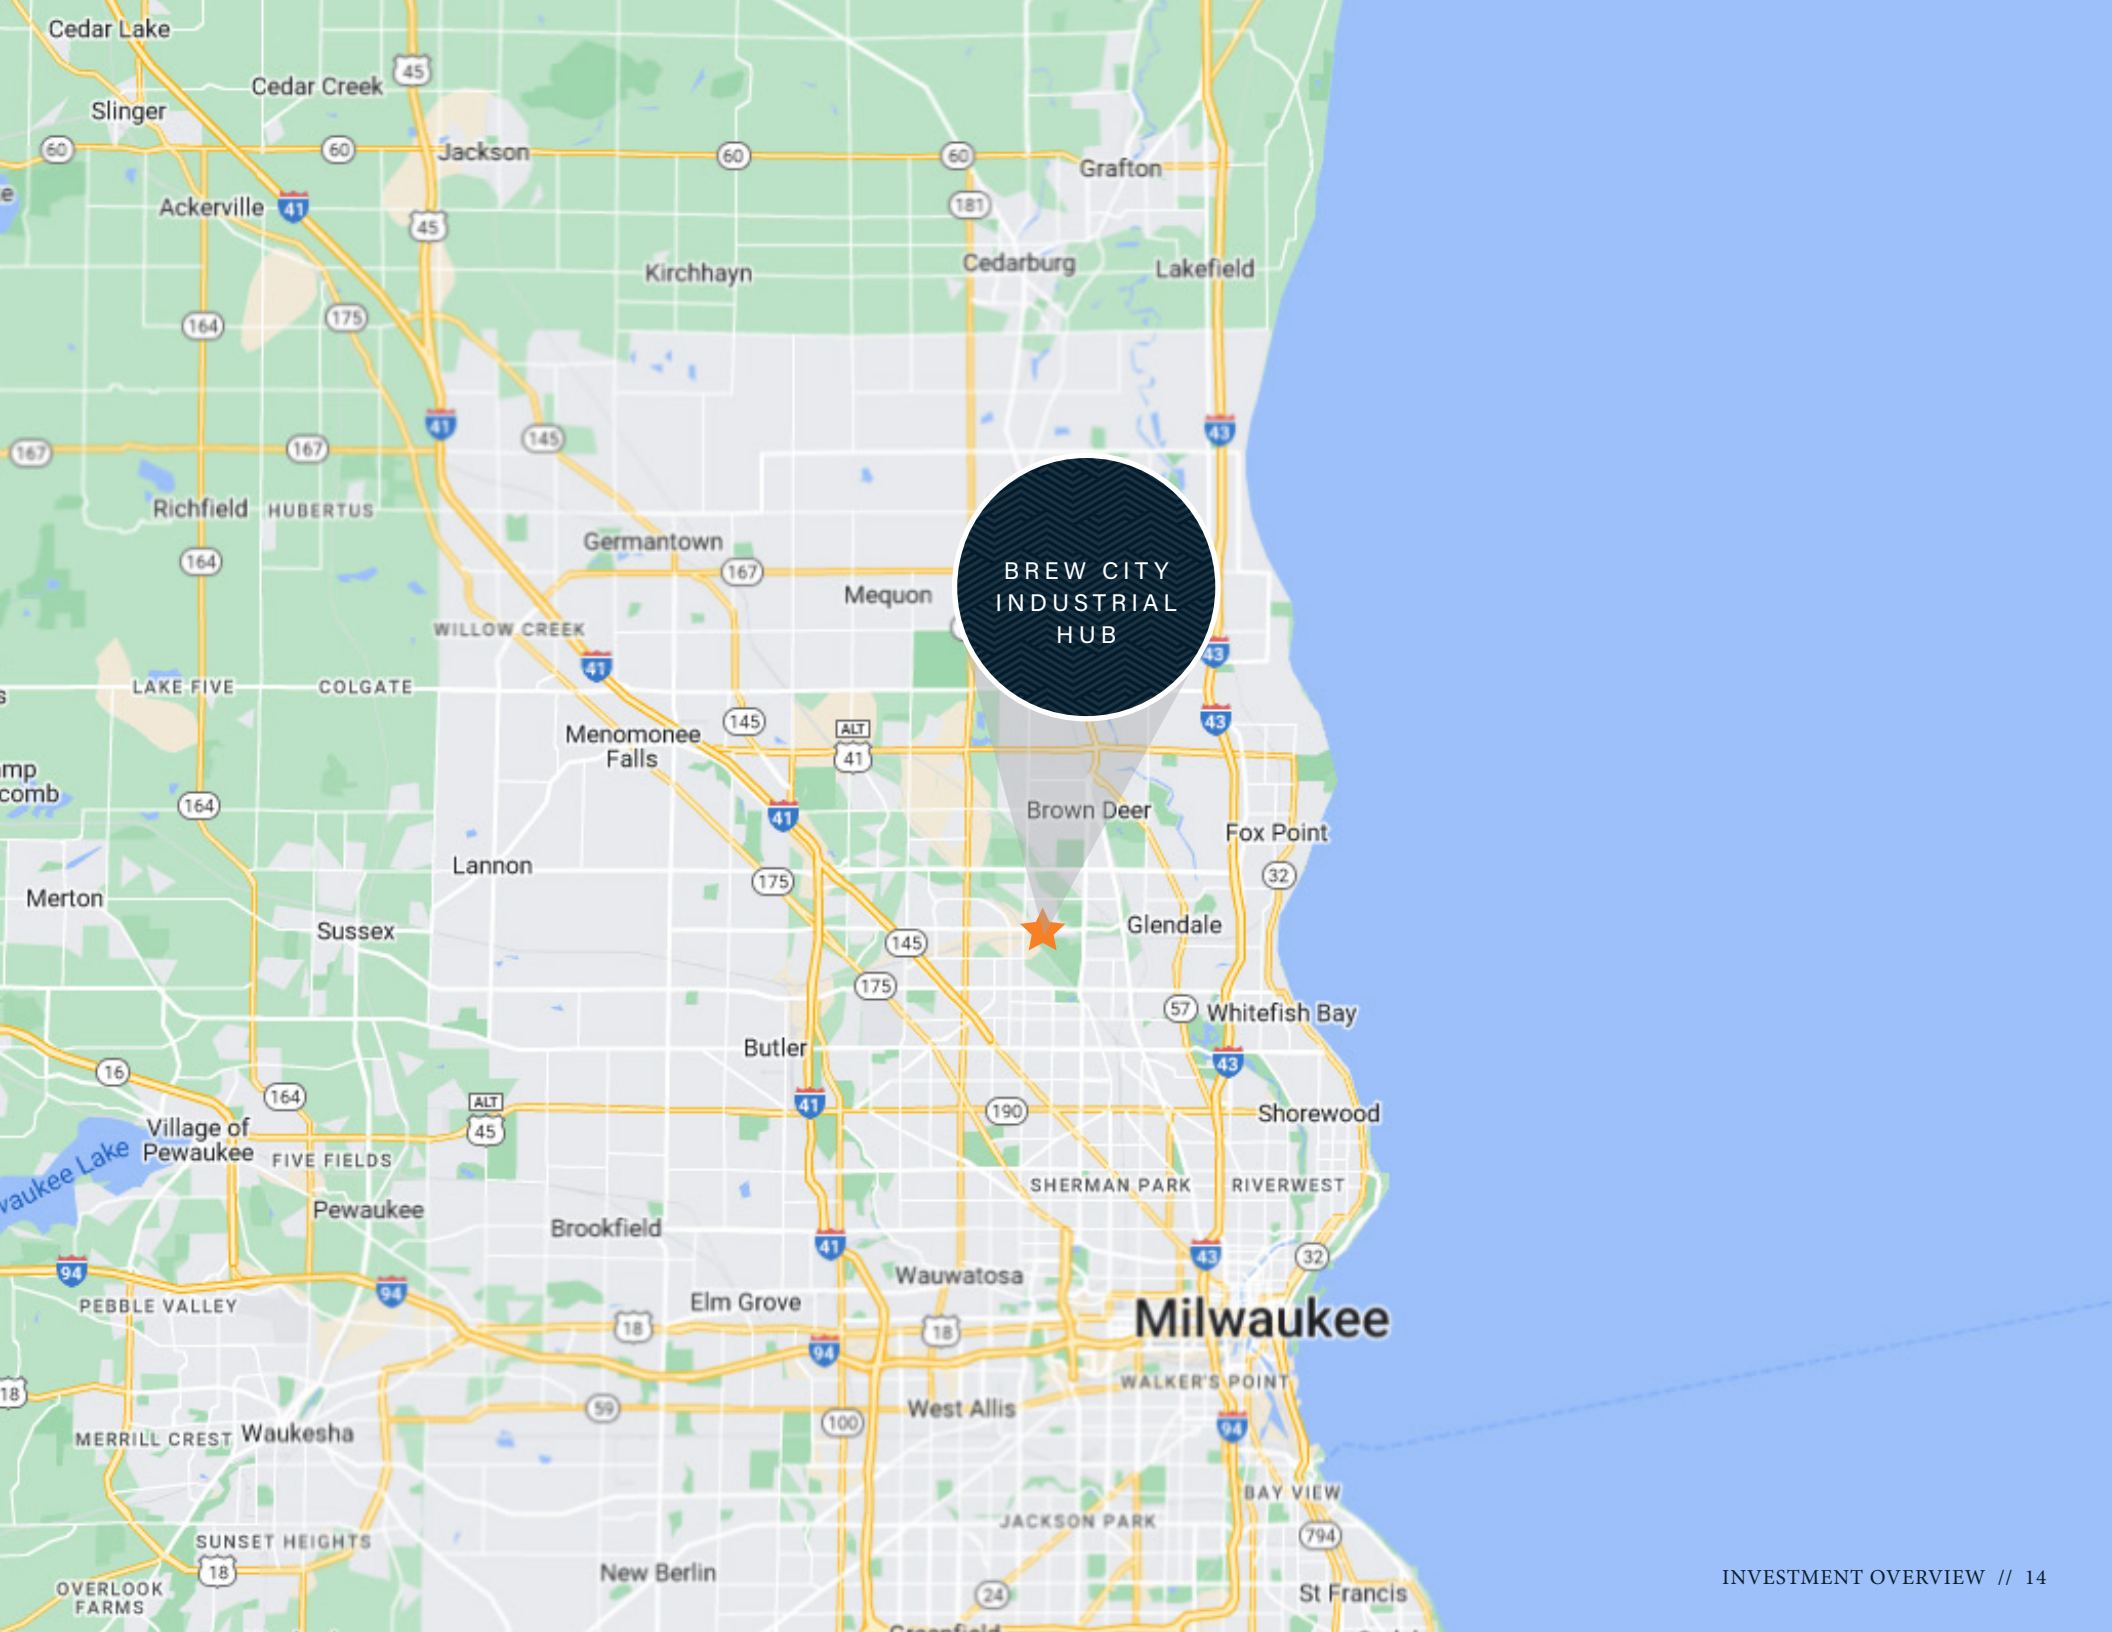 Cedar Lake
45
Cedar Creek
Slinger
60
60
Jackson
60
60
Grafton
e
Ackerville
41
45
181
Kirchhayn
Cedarburg
Lakefield
164
175
41
43
145
167
167
Richfield
HUBERTUS
164
Germantown
167
Mequon
BREW CITY
INDUSTRIAL
HUB
WILLOW CREEK
41
43
LAKE FIVE
COLGATE
s
145
43
Menomonee
Falls
ALT
41
mp
comb
164
41
Brown Deer
Fox Point
Lannon
175
32
Merton
Sussex
145
Glendale
175
57
Whitefish Bay
Butler
43
16
164
ALT
45
41
190
Shorewood
Village of
Pewaukee
waukee Lake
FIVE FIELDS
SHERMAN PARK
RIVERWEST
Pewaukee
Brookfield
41
43
32
94
94
Wauwatosa
PEBBLE VALLEY
Elm Grove
18
94
18
Milwaukee
18
WALKER'S POINT
59
100
West Allis
94
MERRILL CREST
Waukesha
BAY VIEW
JACKSON PARK
794
SUNSET HEIGHTS
18
New Berlin
24
St Francis
OVERLOOK
FARMS
Greenfield
INVESTMENT OVERVIEW // 14